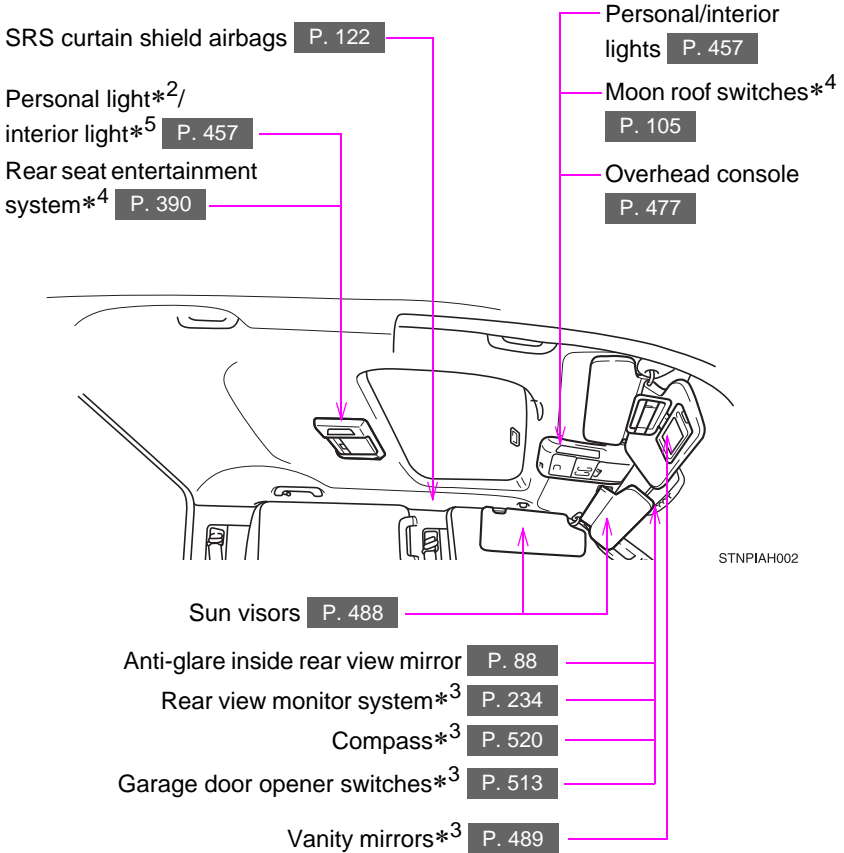 SRS curtain shield airbags P. 122
Personal light*2/
interior light*5 P. 457
Rear seat entertainment
system*4 P. 390
Personal/interior
lights P. 457
Moon roof switches*4
P. 105
Overhead console
P. 477
STNPIAH002
Sun visors P. 488
Anti-glare inside rear view mirror P. 88
Rear view monitor system*3 P. 234
Compass*3 P. 520
Garage door opener switches*3 P. 513
Vanity mirrors*3 P. 489